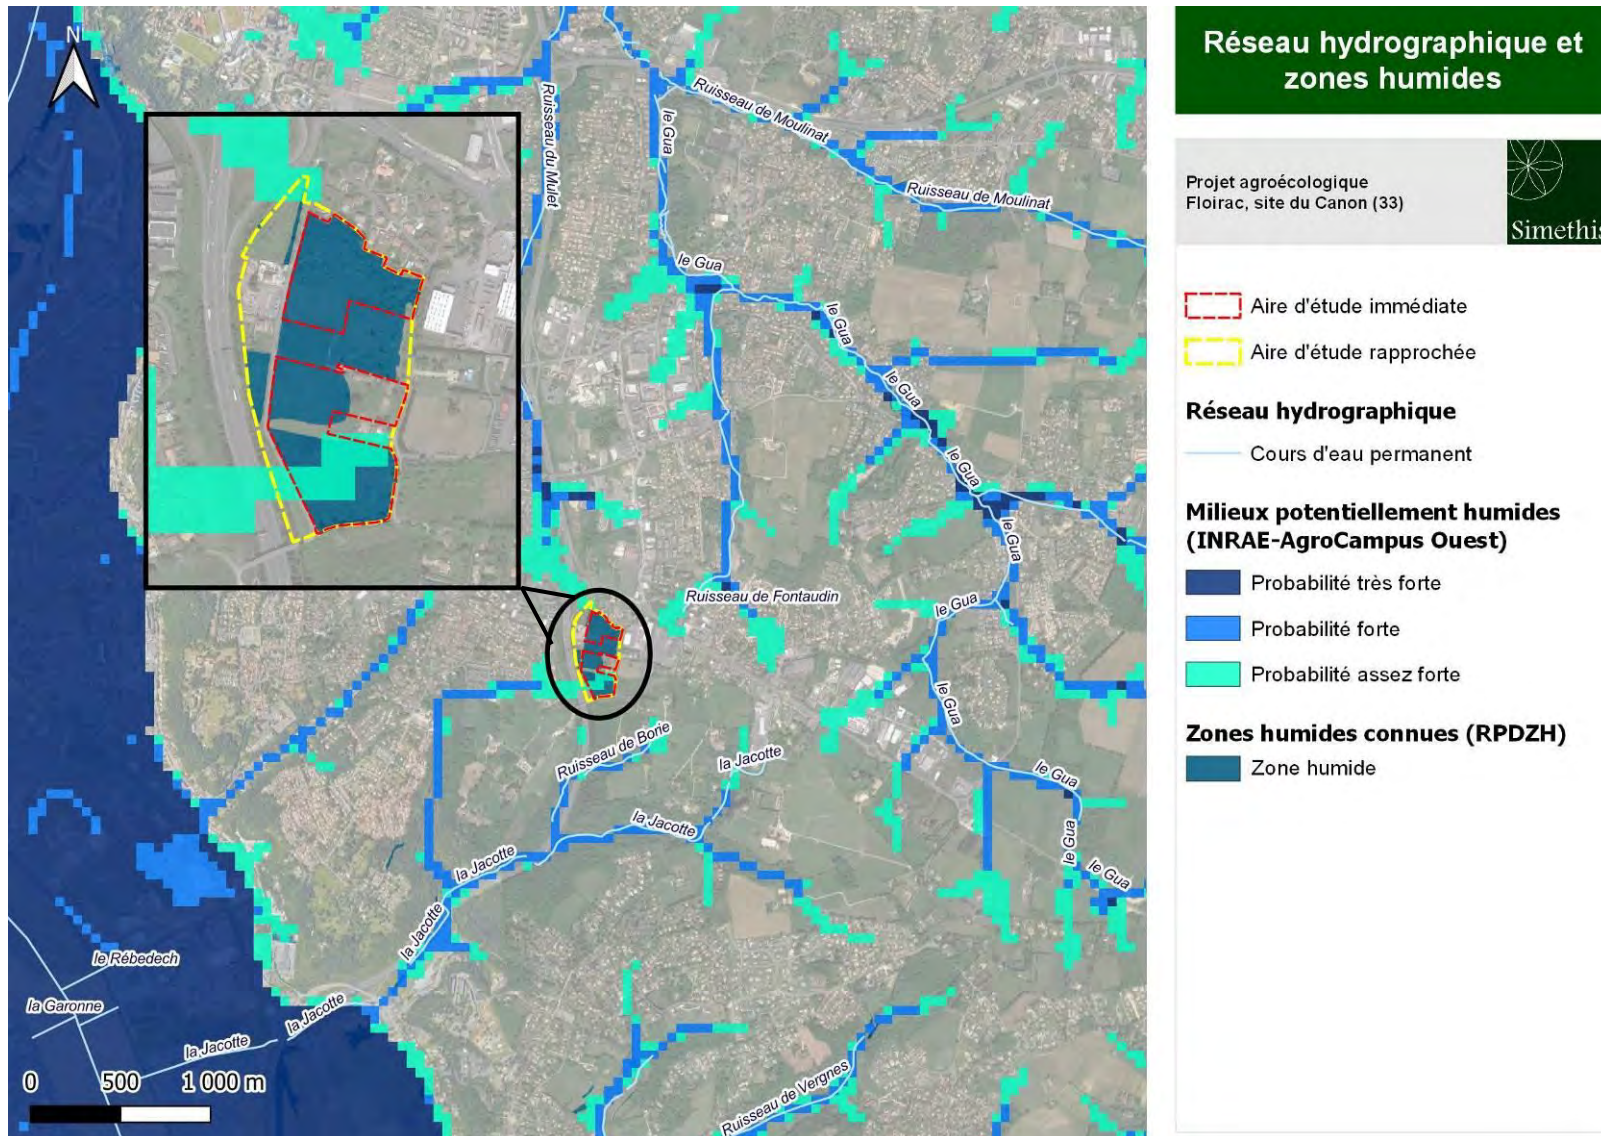 N
Ruisseau du Mulet
le Gua
Ruisseau de Moulinat
Ruisseau de Moulinat
le Gua
le Gua
le Gua
le Gua
le Gua
Ruisseau de Fontaudin
le Gua
le Gua
Ruisseau de Borie
la Jacotte
le Gua
la Jacotte
le Gua
la Jacotte
le Gua
la Jacotte
le Rébedech
la Garonne
la Jacotte
la Jacotte
Ruisseau de Vergnes
0 500 1 000 m
Réseau hydrographique et
zones humides
Projet agroécologique
Floirac, site du Canon (33)
Simethis
Aire d'étude immédiate
Aire d'étude rapprochée
Réseau hydrographique
Cours d'eau permanent
Milieux potentiellement humides
(INRAE-AgroCampus Ouest)
Probabilité très forte
Probabilité forte
Probabilité assez forte
Zones humides connues (RPDZH)
Zone humide